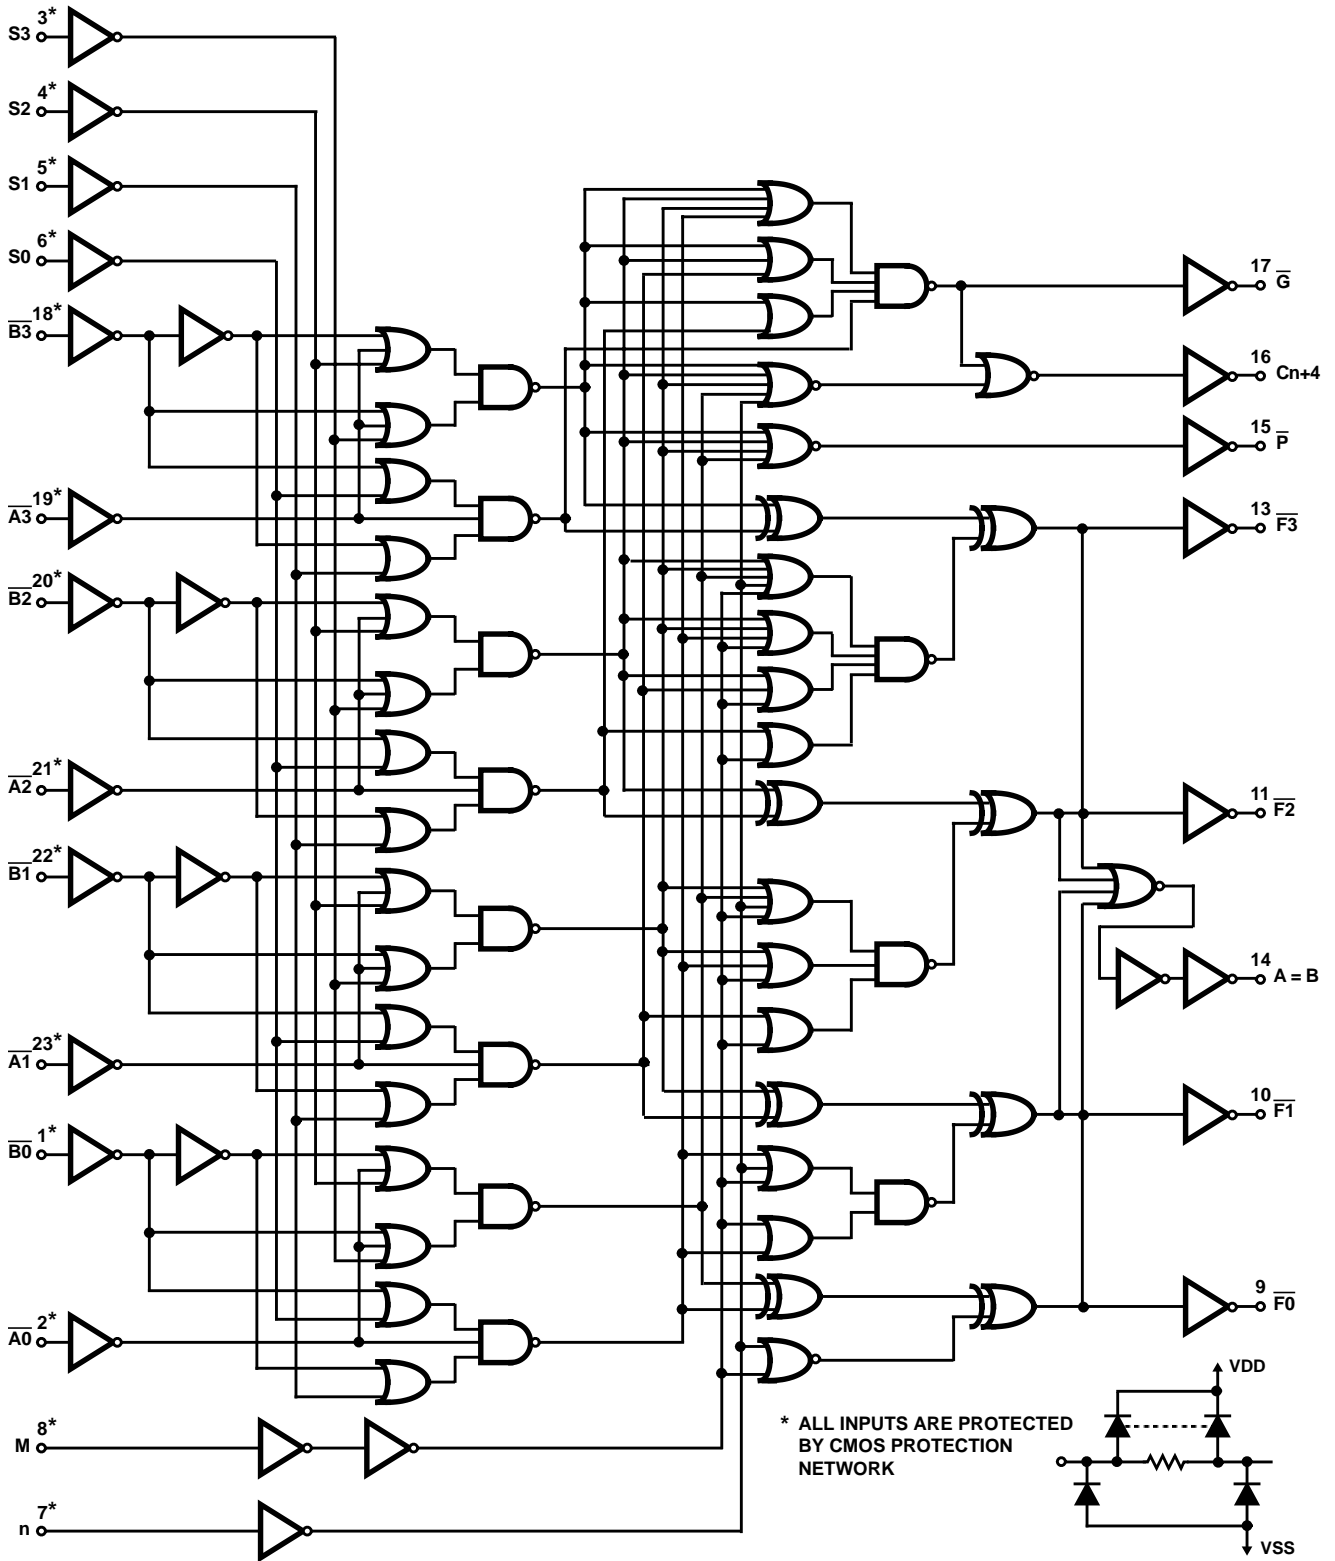 3*
S3
4*
S2
5*
S1
6*
S0
18*
B3
19*
A3
20*
B2
21*
A2
22*
B1
23*
A1
1*
B0
2*
A0
8*
M
7*
n
17
G
16
Cn+4
15
P
13
F3
11
F2
14
A = B
10
F1
9
F0
* ALL INPUTS ARE PROTECTED
BY CMOS PROTECTION
NETWORK
VDD
VSS